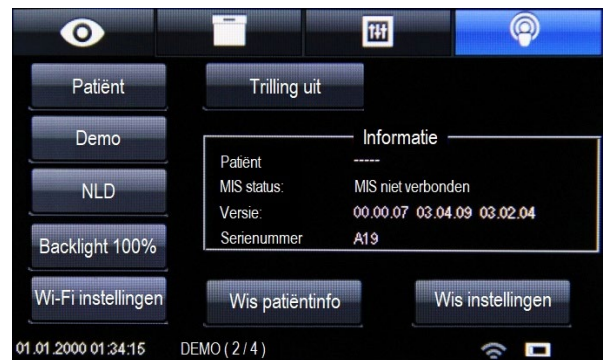 Patiënt
Trilling uit
Demo
Informatie
Patiënt -----
NLD
MIS status: MIS niet verbonden
Versie: 00.00.07 03.04.09 03.02.04
Serienummer A19
Backlight 100%
Wi-Fi instellingen
Wis patiëntinfo
Wis instellingen
01.01.2000 01:34:15 DEMO ( 2 / 4 )